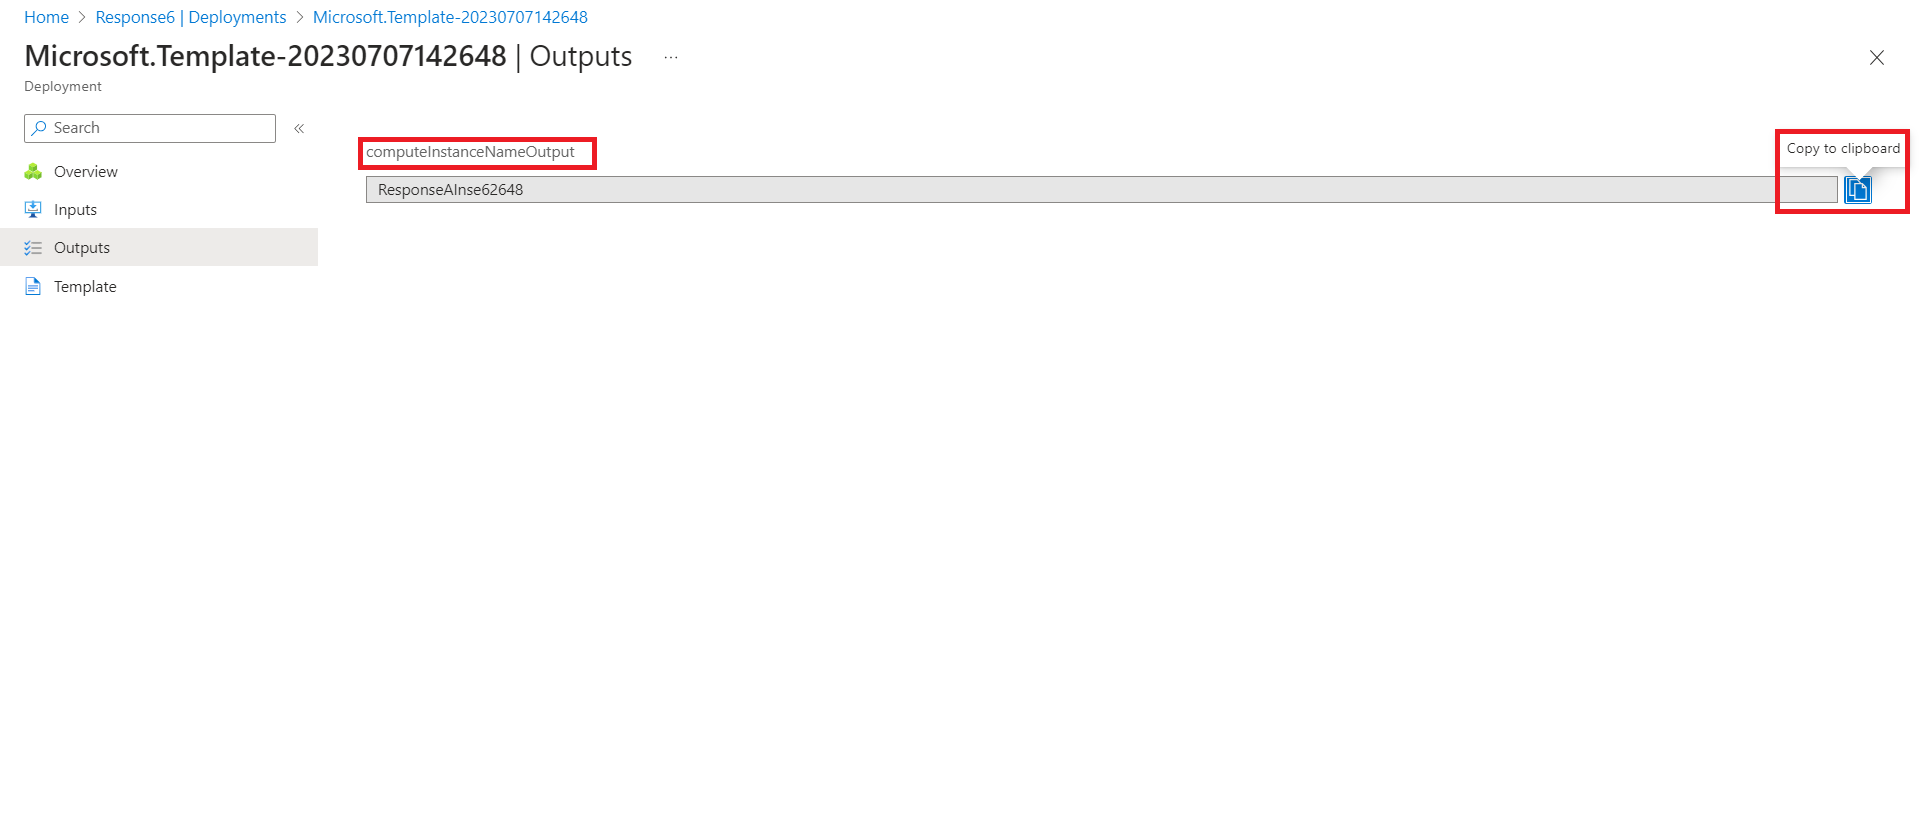 Home > Response6 | Deployments > Microsoft.Template-20230707142648
Microsoft.Template-20230707142648 | Outputs ...
Deployment
Search «
Overview
Inputs
Outputs
Template
computeInstanceNameOutput
Copy to clipboard
ResponseAInse62648